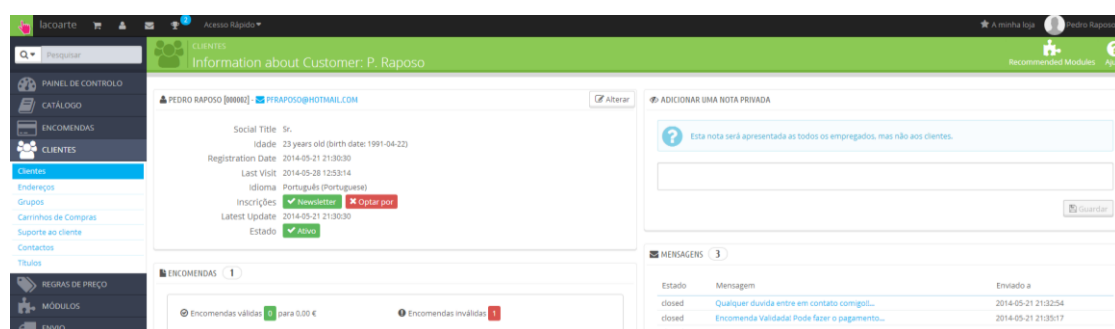 lacoarte
2
Acesso Rápido
A minha loja
Pedro Raposo
Pesquisar
CLIENTES
Information about Customer: P. Raposo
Recommended Modules
PAINEL DE CONTROLO
CATÁLOGO
ENCOMENDAS
CLIENTES
Clientes
Endereços
Grupos
Carrinhos de Compras
Suporte ao cliente
Contactos
Títulos
REGRAS DE PREÇO
MÓDULOS
ENVIO
PEDRO RAPOSO [000002] - PFRAPOSO@HOTMAIL.COM
Alterar
Social Title Sr.
Idade 23 years old (birth date: 1991-04-22)
Registration Date 2014-05-21 21:30:30
Last Visit 2014-05-28 12:53:14
Idioma Português (Portuguese)
Inscrições Newsletter Optar por
Latest Update 2014-05-21 21:30:30
Estado Ativo
ENCOMENDAS 1
Encomendas válidas 0 para 0.00 € Encomendas inválidas 1
ADICIONAR UMA NOTA PRIVADA
Esta nota será apresentada as todos os empregados, mas não aos clientes.
Guardar
MENSAGENS 3
Estado Mensagem Enviado a
closed Qualquer duvida entre em contato comigo!... 2014-05-21 21:32:54
closed Encomenda Validada! Pode fazer o pagamento... 2014-05-21 21:35:17